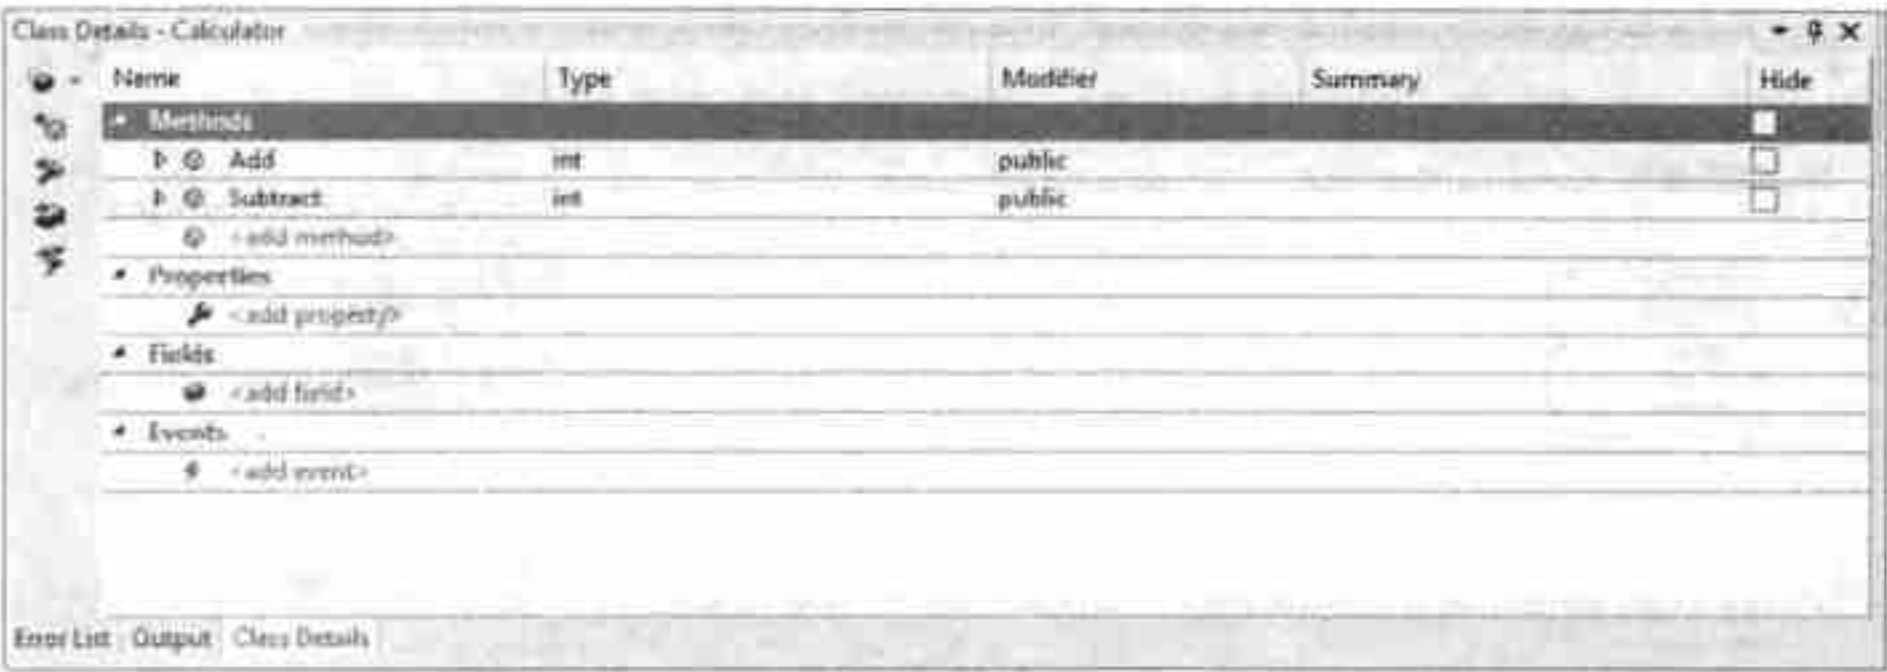 Class Details - Calculator
Name Type Modifier Summary Hide
Methods
Add int public
Subtract int public
<add method>
Properties
<add property>
Fields
<add field>
Events
<add event>
Error List Output Class Details